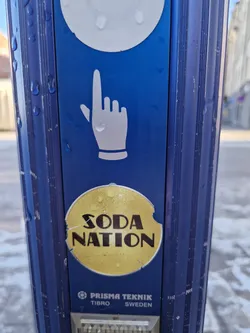 SODA
NATION
PRISMA TEKNIK
TIBRO SWEDEN